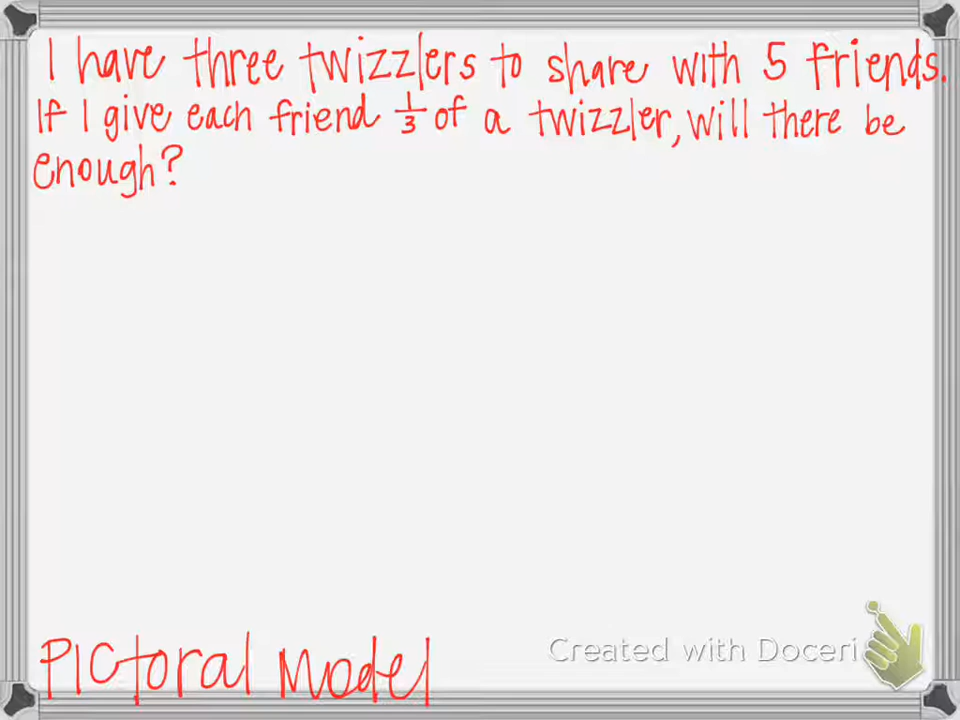 I have three twizzlers to share with 5 friends.
If I give each friend 1/3 of a twizzler, will there be
enough?
Pictoral Model
Created with Doceri